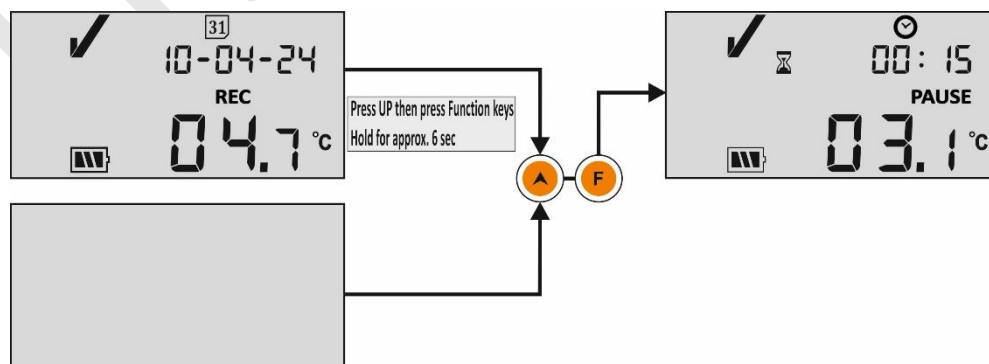 31
10-04-24
REC
04.7 °C
Press UP then press Function keys
Hold for approx. 6 sec
F
00:15
PAUSE
03.1 °C